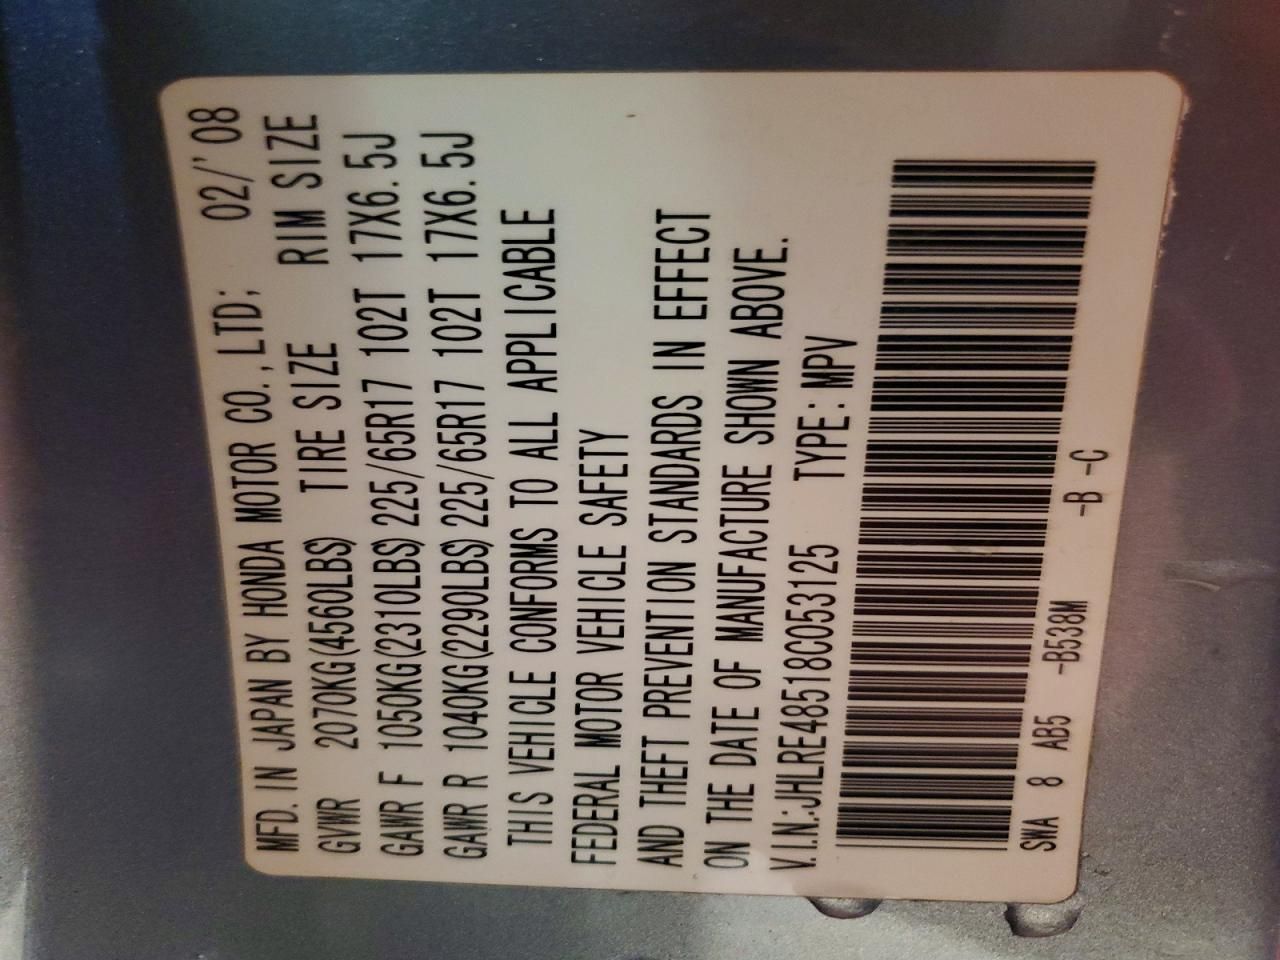 MFD. IN JAPAN BY HONDA MOTOR CO.,LTD; 02/'08
GVWR 2070KG(4560LBS) TIRE SIZE RIM SIZE
GAWR F 1050KG(2310LBS) 225/65R17 102T 17X6.5J
GAWR R 1040KG(2290LBS) 225/65R17 102T 17X6.5J
THIS VEHICLE CONFORMS TO ALL APPLICABLE
FEDERAL MOTOR VEHICLE SAFETY
AND THEFT PREVENTION STANDARDS IN EFFECT
ON THE DATE OF MANUFACTURE SHOWN ABOVE.
V.I.N.:JHLRE48518C053125 TYPE:MPV
SWA 8 AB5 -B538M -B -C